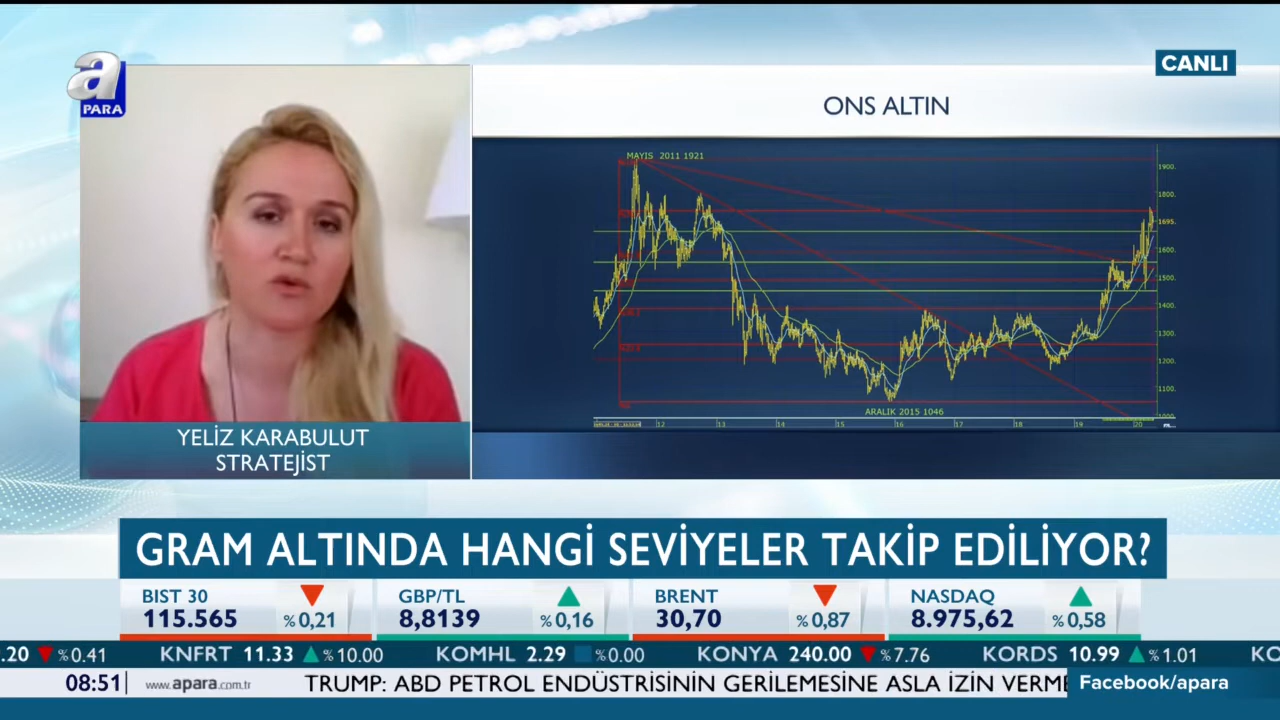 a
PARA
CANLI
ONS ALTIN
MAYIS 2011 1921
1900.
1800.
1695.
1600.
1500.
1400.
1300.
1200.
1100.
1000
ARALIK 2015 1046
12 13 14 15 16 17 18 19 20
YELİZ KARABULUT
STRATEJİST
GRAM ALTINDA HANGİ SEVİYELER TAKİP EDİLİYOR?
BIST 30 115.565 %0,21
GBP/TL 8,8139 %0,16
BRENT 30,70 %0,87
NASDAQ 8.975,62 %0,58
.20 %0.41 KNFRT 11.33 %10.00 KOMHL 2.29 %0.00 KONYA 240.00 %7.76 KORDS 10.99 %1.01 KO
08:51 www.apara.com.tr TRUMP: ABD PETROL ENDÜSTRİSİNİN GERİLEMESİNE ASLA İZİN VERME Facebook/apara